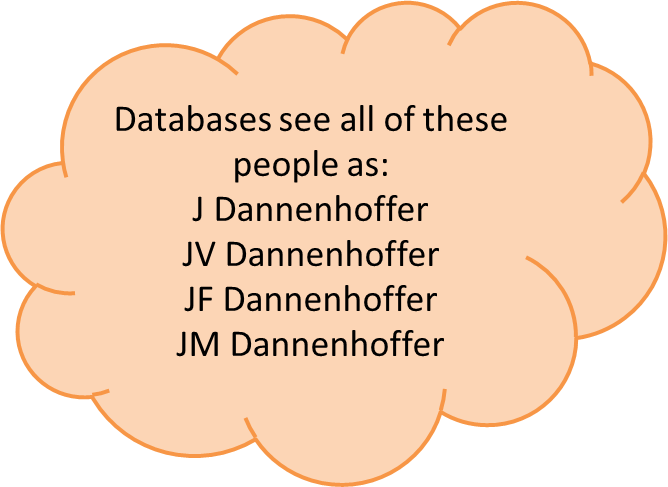 Databases see all of these
people as:
J Dannenhoffer
JV Dannenhoffer
JF Dannenhoffer
JM Dannenhoffer